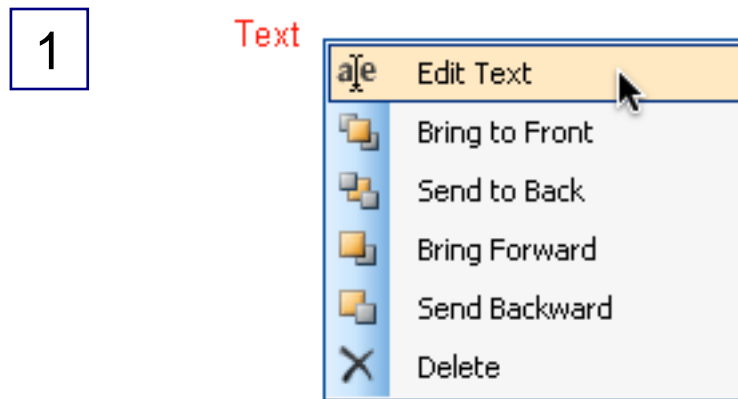 1
Text
Edit Text
Bring to Front
Send to Back
Bring Forward
Send Backward
Delete